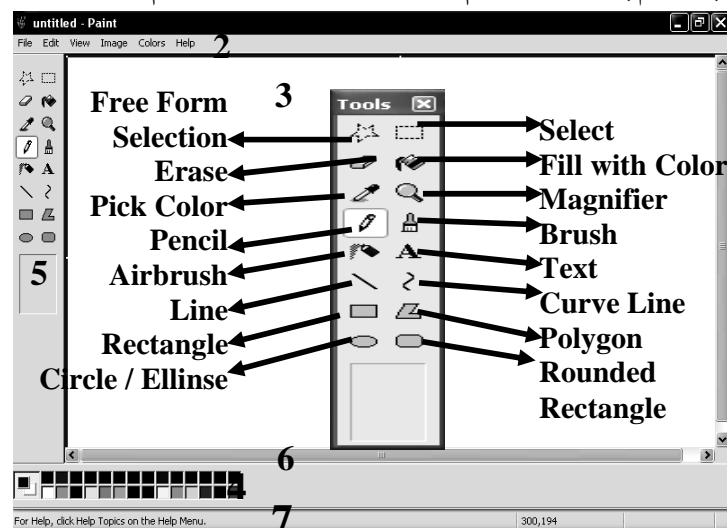 untitled - Paint
File Edit View Image Colors Help
2
3
Tools
Free Form
Selection
Erase
Pick Color
Pencil
Airbrush
Line
Rectangle
Circle / Ellinse
Select
Fill with Color
Magnifier
Brush
Text
Curve Line
Polygon
Rounded
Rectangle
5
6
4
For Help, click Help Topics on the Help Menu.
7
300,194